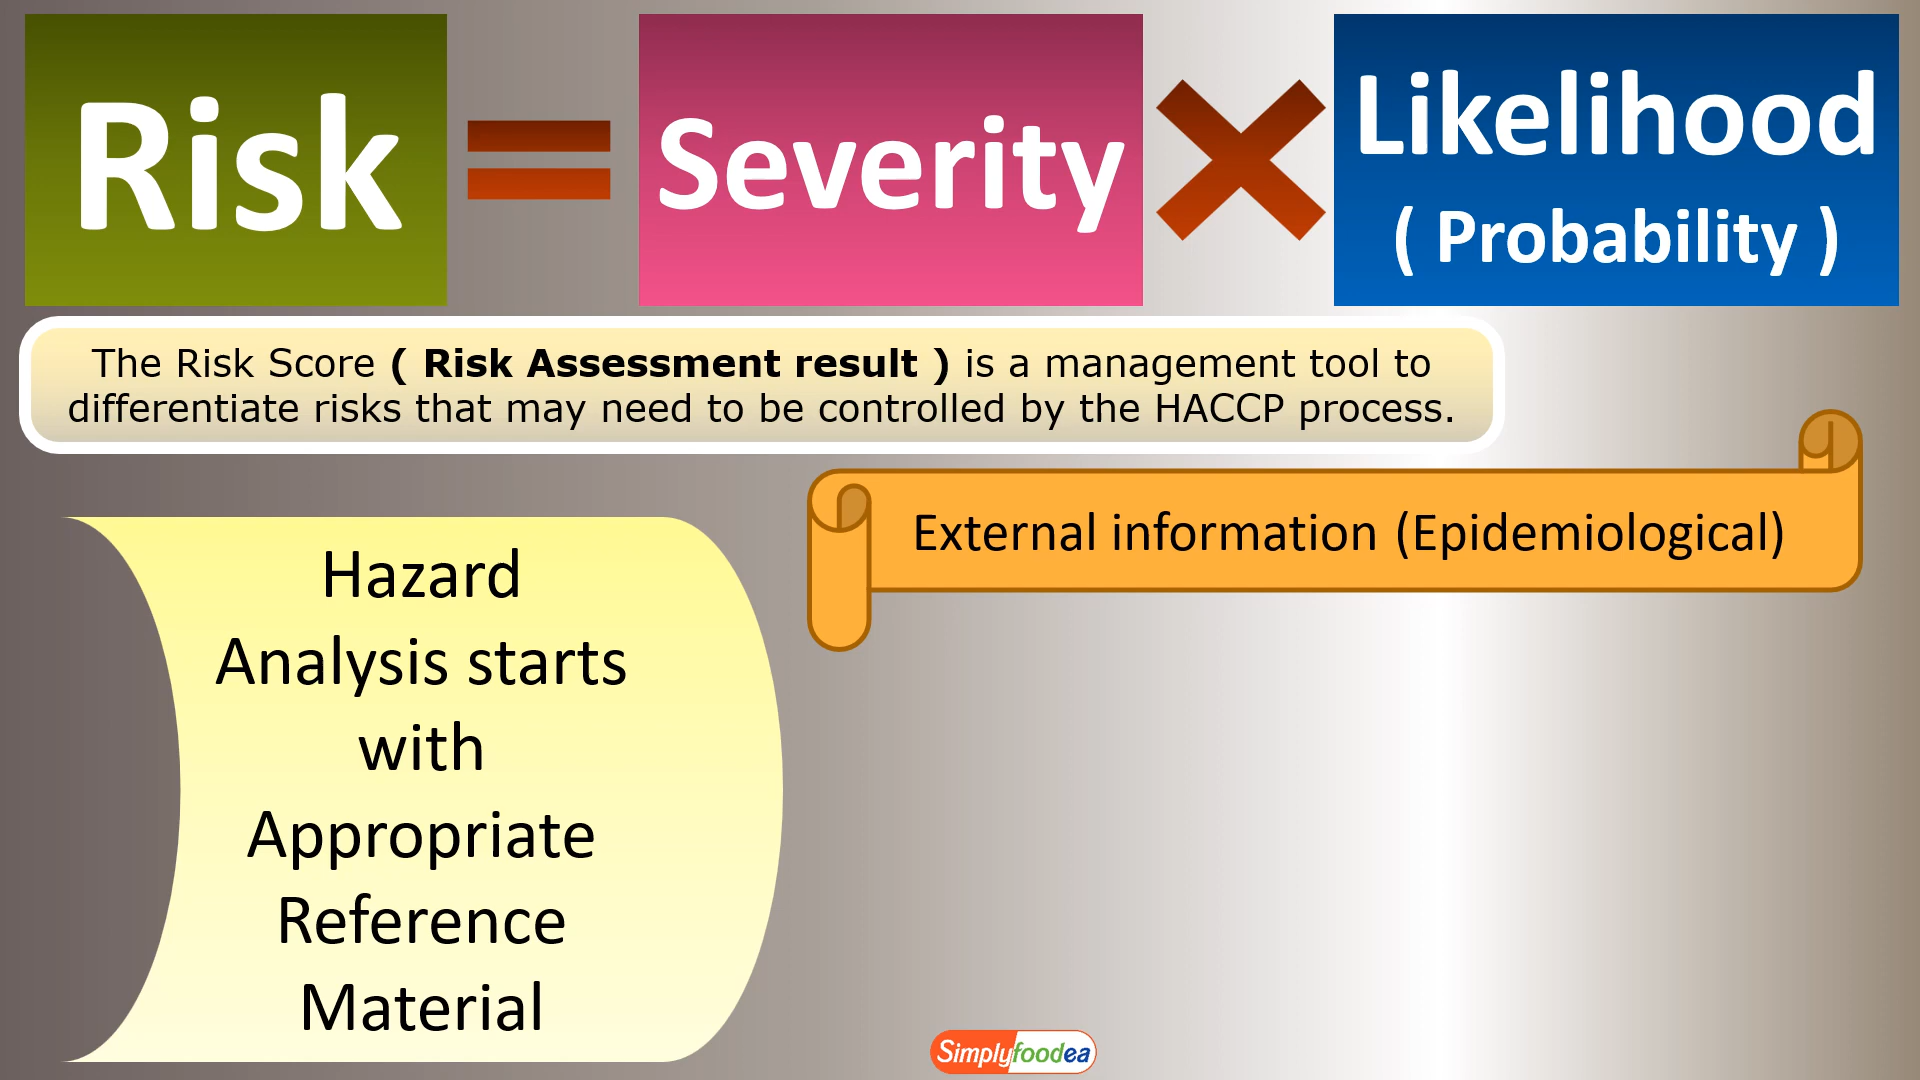 Risk = Severity × Likelihood
( Probability )
The Risk Score ( Risk Assessment result ) is a management tool to
differentiate risks that may need to be controlled by the HACCP process.
External information (Epidemiological)
Hazard
Analysis starts
with
Appropriate
Reference
Material
Simplyfoodea